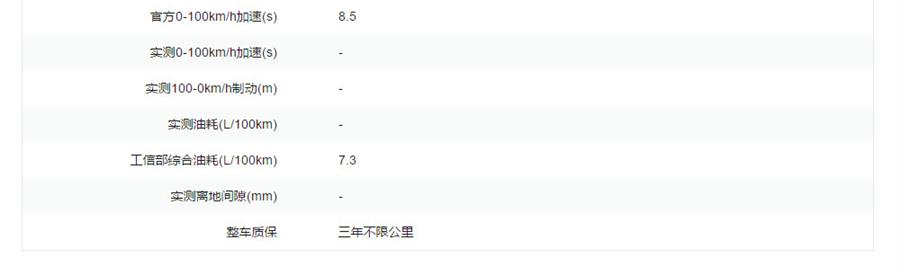 官方0-100km/h加速(s) 8.5
实测0-100km/h加速(s) -
实测100-0km/h制动(m) -
实测油耗(L/100km) -
工信部综合油耗(L/100km) 7.3
实测离地间隙(mm) -
整车质保 三年不限公里